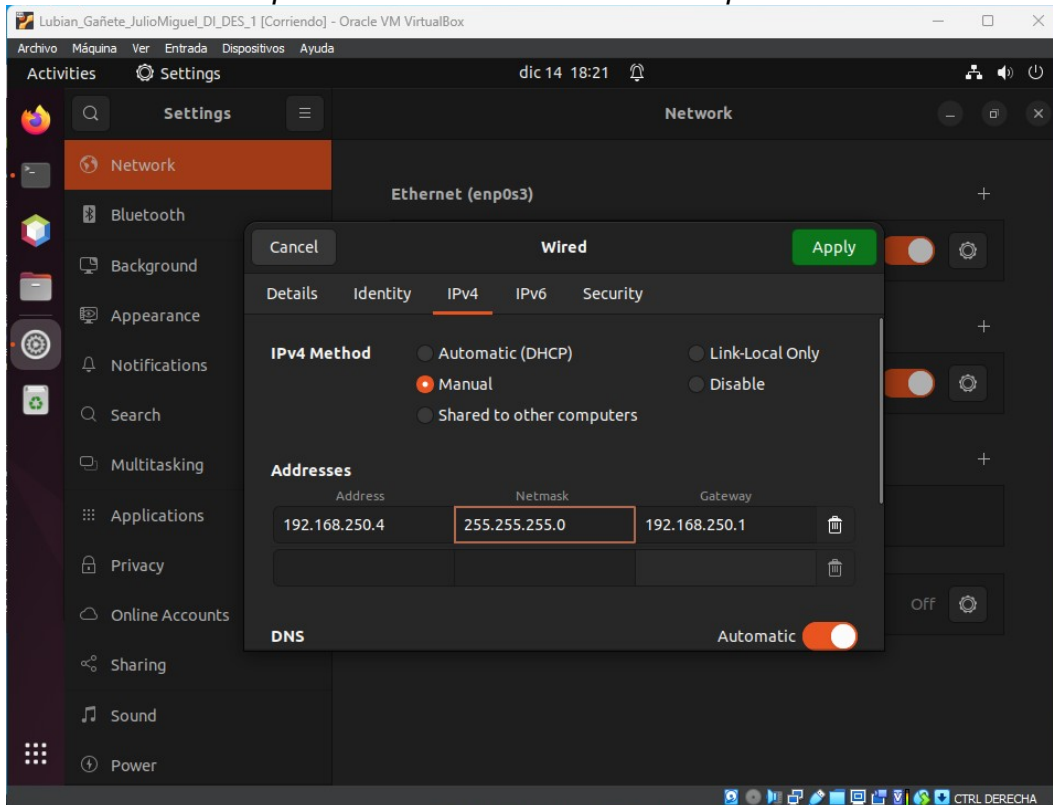 Lubian_Gañete_JulioMiguel_DI_DES_1 [Corriendo] - Oracle VM VirtualBox
Archivo Máquina Ver Entrada Dispositivos Ayuda
Activities Settings dic 14 18:21
Settings Network
Network
Ethernet (enp0s3)
Bluetooth
Cancel Wired Apply
Background
Details Identity IPv4 IPv6 Security
Appearance
IPv4 Method Automatic (DHCP) Link-Local Only
Notifications
Manual Disable
Search Shared to other computers
Multitasking
Addresses
Address Netmask Gateway
Applications
192.168.250.4 255.255.255.0 192.168.250.1
Privacy
Online Accounts Off
DNS Automatic
Sharing
Sound
Power
CTRL DERECHA